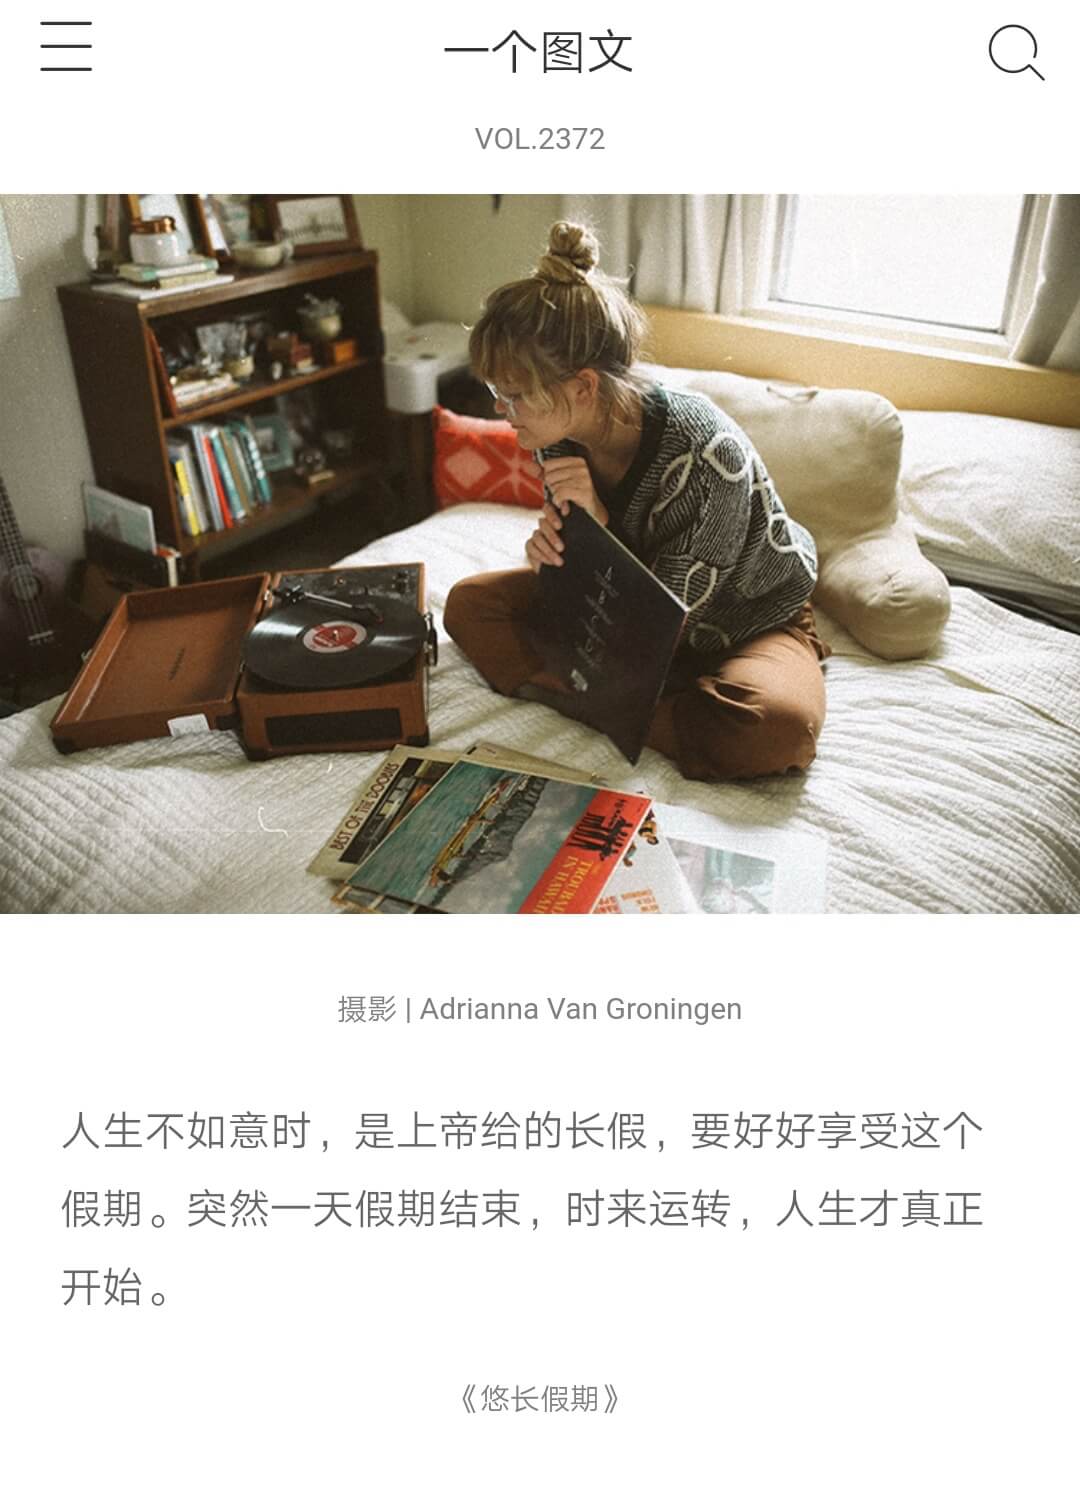 一个图文
VOL.2372
BEST OF THE DOOBIES
IN HAWAII
摄影 | Adrianna Van Groningen
人生不如意时，是上帝给的长假，要好好享受这个
假期。突然一天假期结束，时来运转，人生才真正
开始。
《悠长假期》